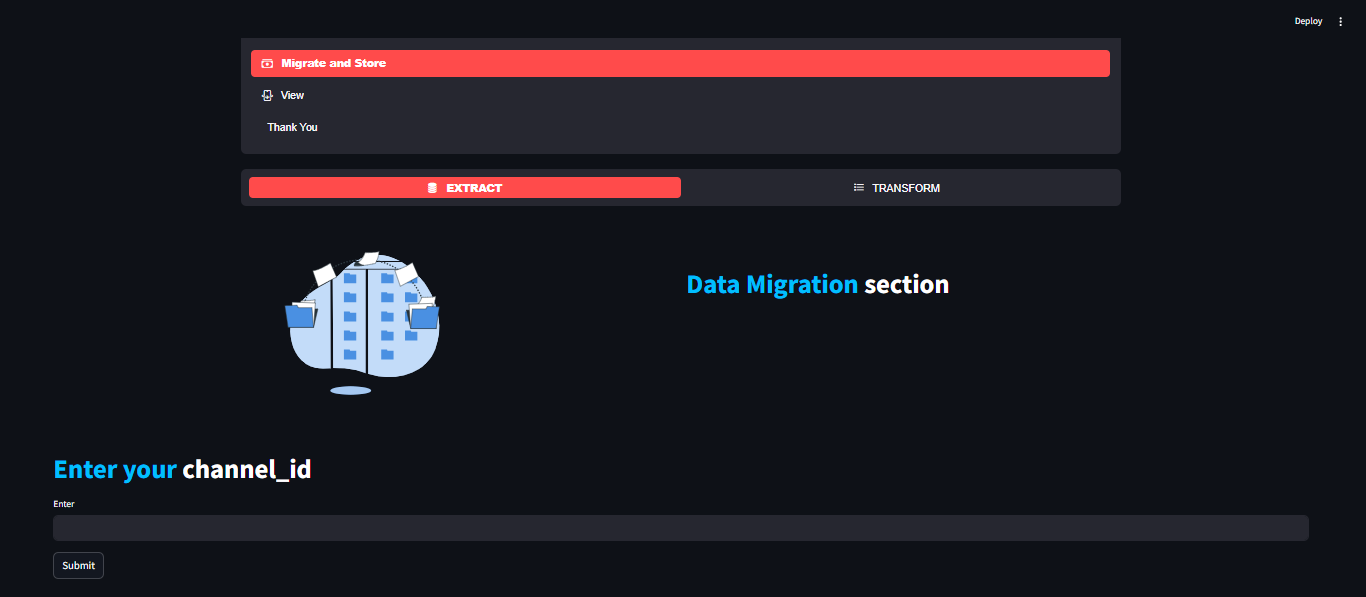 Deploy
Migrate and Store
View
Thank You
EXTRACT
TRANSFORM
Data Migration section
Enter your channel_id
Enter
Submit